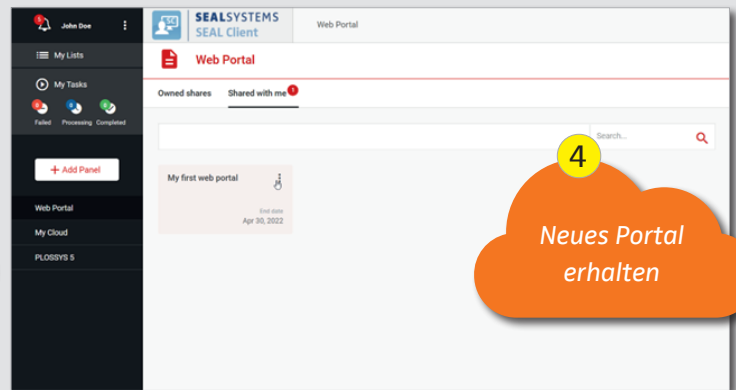 5
John Doe
My Lists
My Tasks
Failed Processing Completed
+ Add Panel
Web Portal
My Cloud
PLOSSYS 5
SEALSYSTEMS
SEAL Client
Web Portal
Web Portal
Owned shares Shared with me 1
Search...
My first web portal
End date
Apr 30, 2022
4
Neues Portal
erhalten